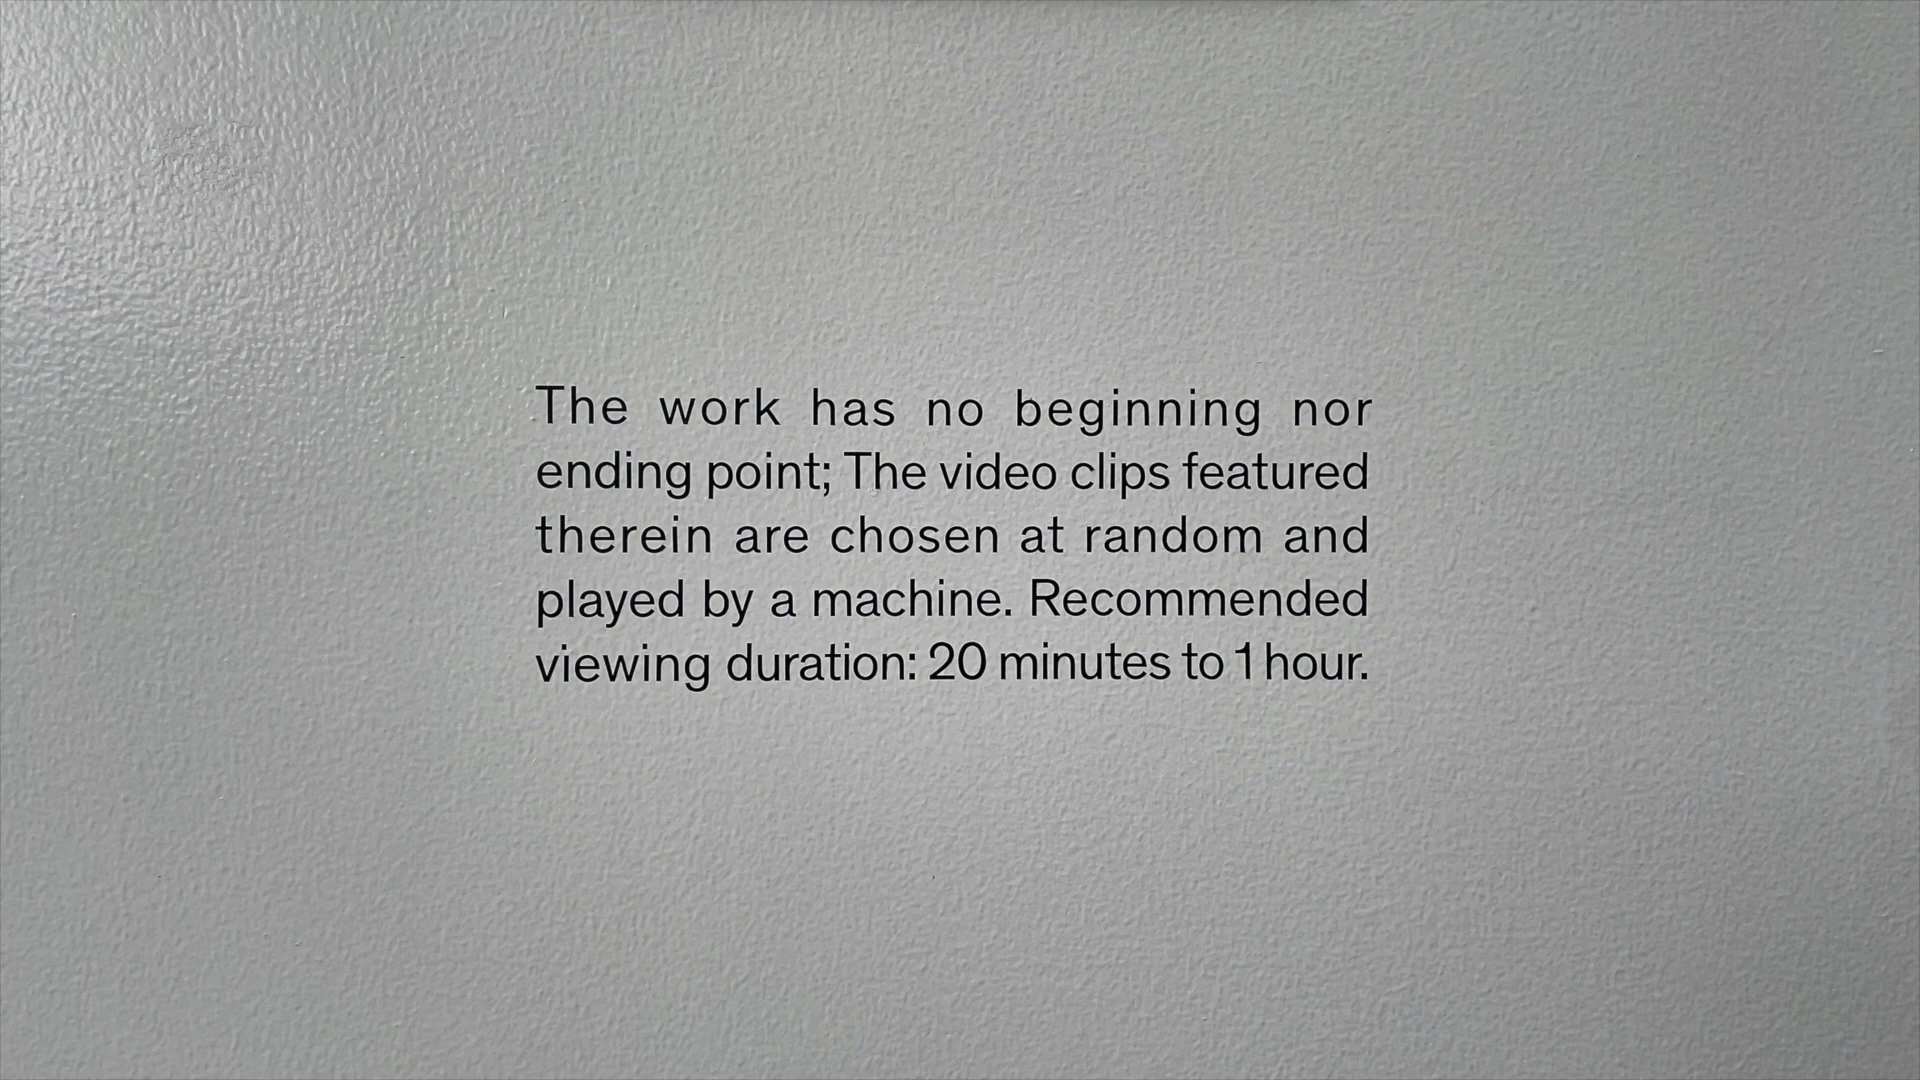 The work has no beginning nor
ending point; The video clips featured
therein are chosen at random and
played by a machine. Recommended
viewing duration: 20 minutes to 1 hour.